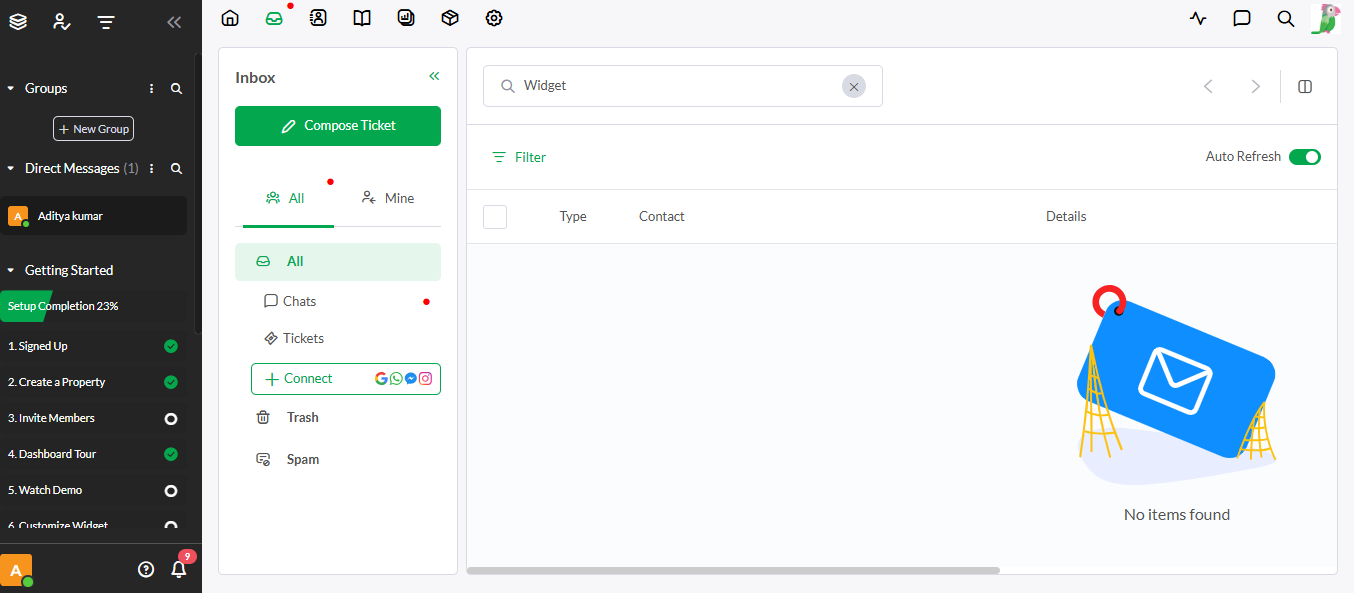 Groups
+ New Group
Direct Messages (1)
A
Aditya kumar
Getting Started
Setup Completion 23%
1. Signed Up
2. Create a Property
3. Invite Members
4. Dashboard Tour
5. Watch Demo
6. Customize Widget
A
9
Inbox
Compose Ticket
All
Mine
All
Chats
Tickets
+ Connect
Trash
Spam
Widget
Filter
Auto Refresh
Type
Contact
Details
No items found